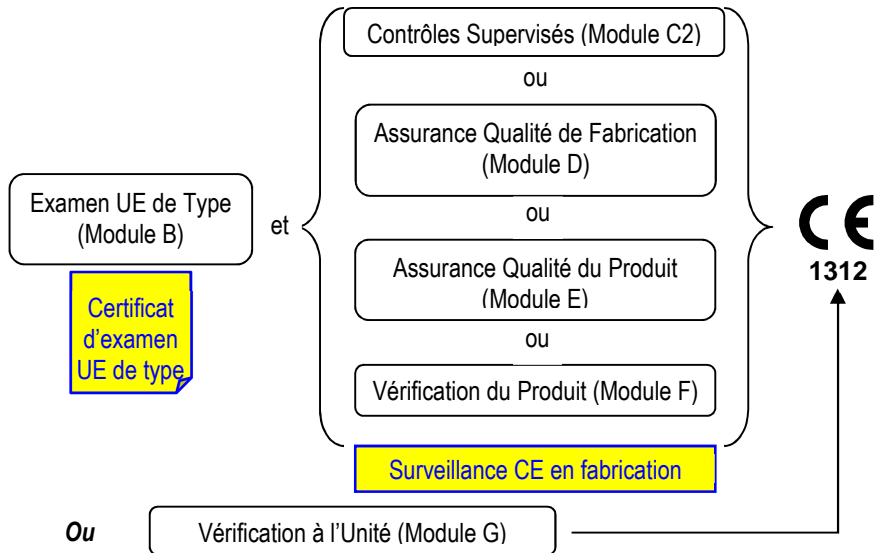 Contrôles Supervisés (Module C2)
ou
Assurance Qualité de Fabrication
(Module D)
ou
Examen UE de Type
(Module B)
et
Certificat
d'examen
UE de type
Assurance Qualité du Produit
(Module E)
ou
Vérification du Produit (Module F)
Surveillance CE en fabrication
CE
1312
Ou
Vérification à l'Unité (Module G)